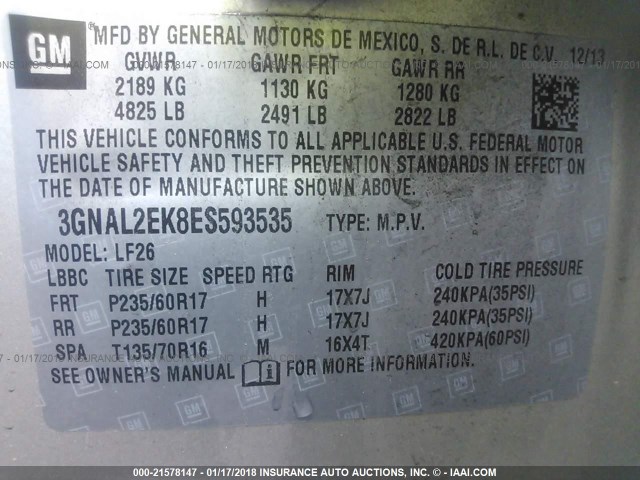 GM
MFD BY GENERAL MOTORS DE MEXICO, S. DE R.L. DE C.V. 12/13
GVWR GAWR FRT GAWR RR
2189 KG 1130 KG 1280 KG
4825 LB 2491 LB 2822 LB
THIS VEHICLE CONFORMS TO ALL APPLICABLE U.S. FEDERAL MOTOR
VEHICLE SAFETY AND THEFT PREVENTION STANDARDS IN EFFECT ON
THE DATE OF MANUFACTURE SHOWN ABOVE.
3GNAL2EK8ES593535 TYPE: M.P.V.
MODEL: LF26
LBBC TIRE SIZE SPEED RTG RIM COLD TIRE PRESSURE
FRT P235/60R17 H 17X7J 240KPA(35PSI)
RR P235/60R17 H 17X7J 240KPA(35PSI)
SPA T135/70R16 M 16X4T 420KPA(60PSI)
SEE OWNER'S MANUAL FOR MORE INFORMATION.
000-21578147 - 01/17/2018 INSURANCE AUTO AUCTIONS, INC. - © IAAI.COM